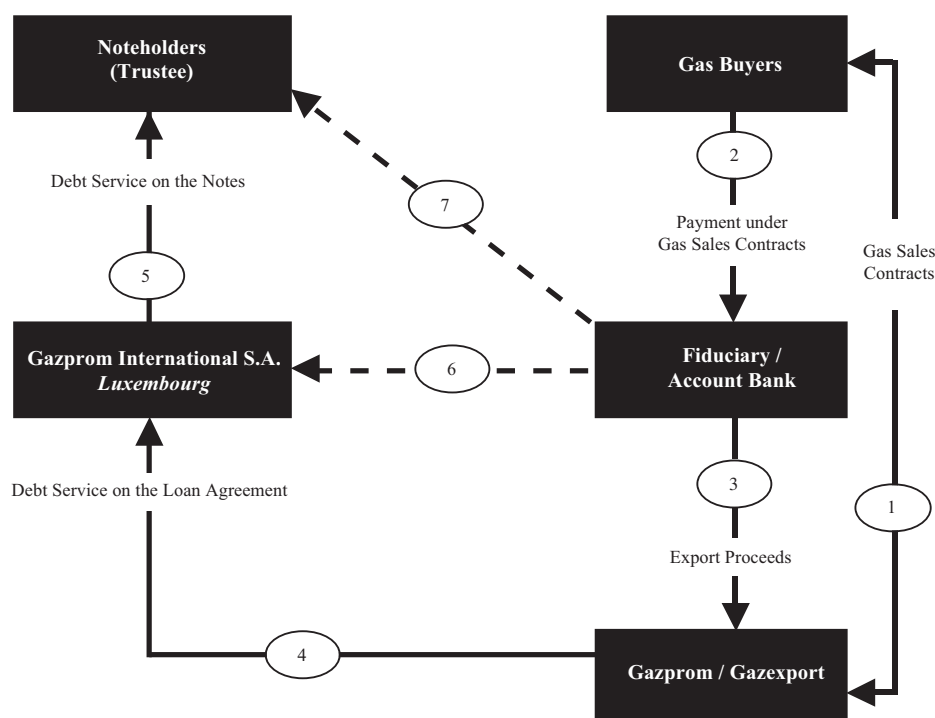 Noteholders
(Trustee)
Gas Buyers
2
Debt Service on the Notes
7
Payment under
Gas Sales Contracts
Gas Sales
Contracts
5
Gazprom International S.A.
Luxembourg
6
Fiduciary /
Account Bank
Debt Service on the Loan Agreement
3
1
Export Proceeds
4
Gazprom / Gazexport